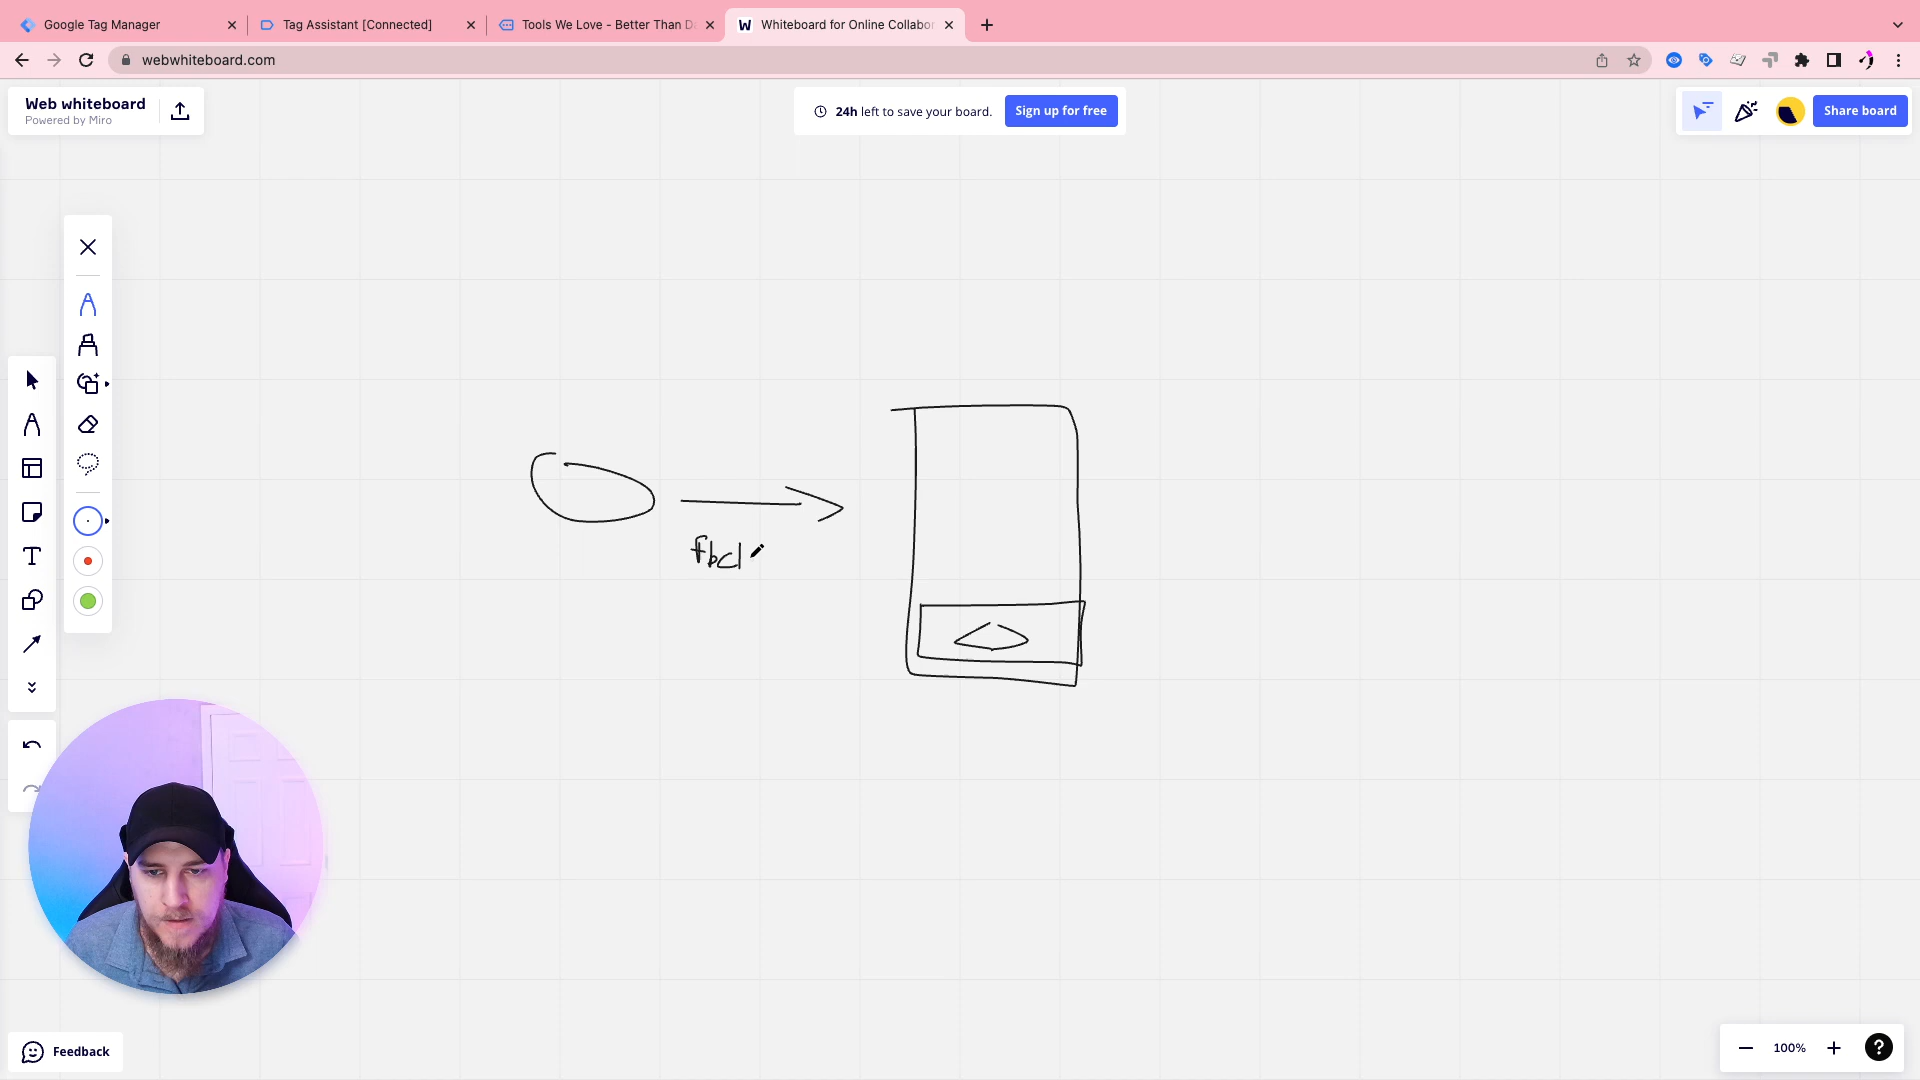 Google Tag Manager
Tag Assistant [Connected]
Tools We Love - Better Than D
Whiteboard for Online Collabor
webwhiteboard.com
Web whiteboard
Powered by Miro
24h left to save your board.
Sign up for free
Share board
fbcl
Feedback
100%